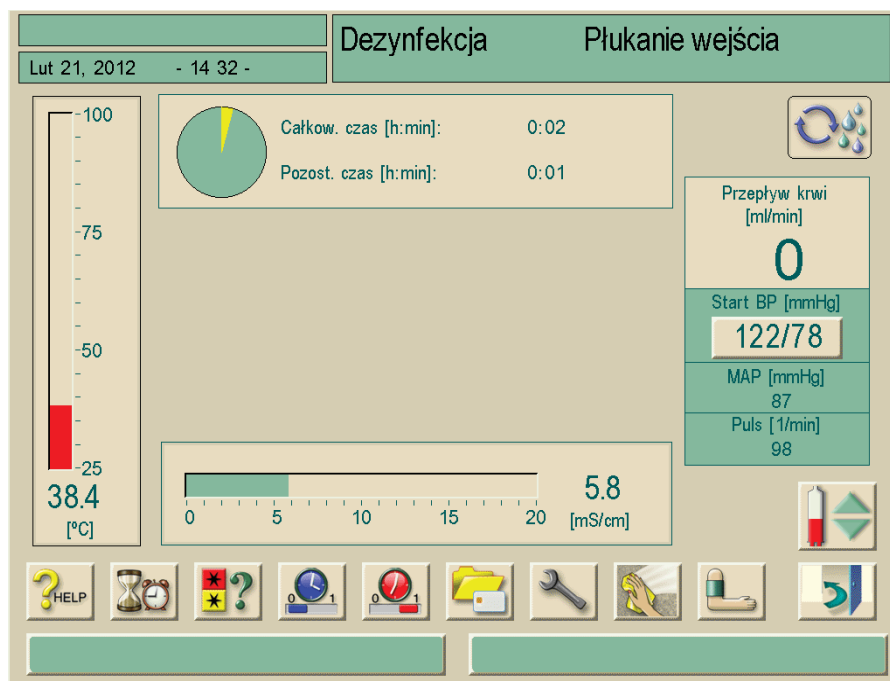 Dezynfekcja Płukanie wejścia
Lut 21, 2012 - 14 32 -
100
75
50
25
38.4
[ºC]
Całkow. czas [h:min]: 0:02
Pozost. czas [h:min]: 0:01
Przepływ krwi
[ml/min]
0
Start BP [mmHg]
122/78
MAP [mmHg]
87
Puls [1/min]
98
0 5 10 15 20
5.8
[mS/cm]
?HELP
?
0 1
0 1